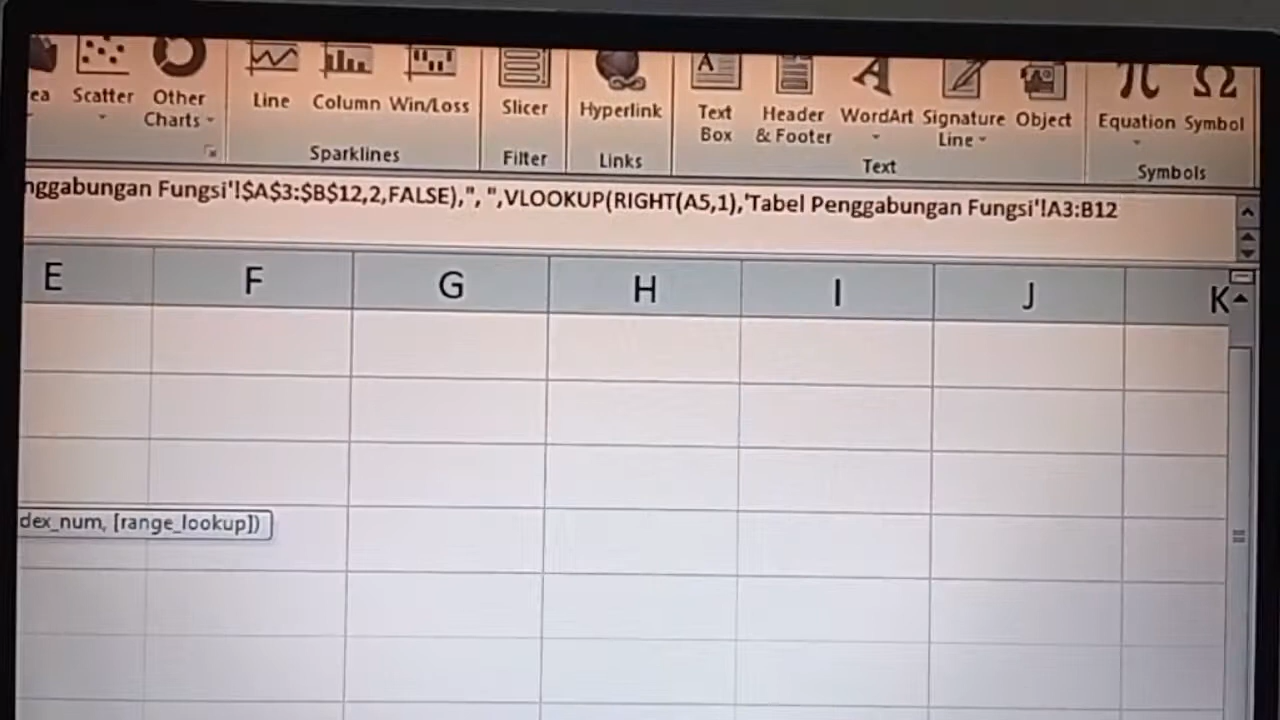 ea Scatter Other Charts
Line Column Win/Loss
Slicer
Hyperlink
Text Box
Header & Footer
WordArt
Signature Line
Object
Equation Symbol
Sparklines
Filter
Links
Text
Symbols
nggabungan Fungsi'!$A$3:$B$12,2,FALSE),", ",VLOOKUP(RIGHT(A5,1),'Tabel Penggabungan Fungsi'!A3:B12
E F G H I J K
dex_num, [range_lookup])